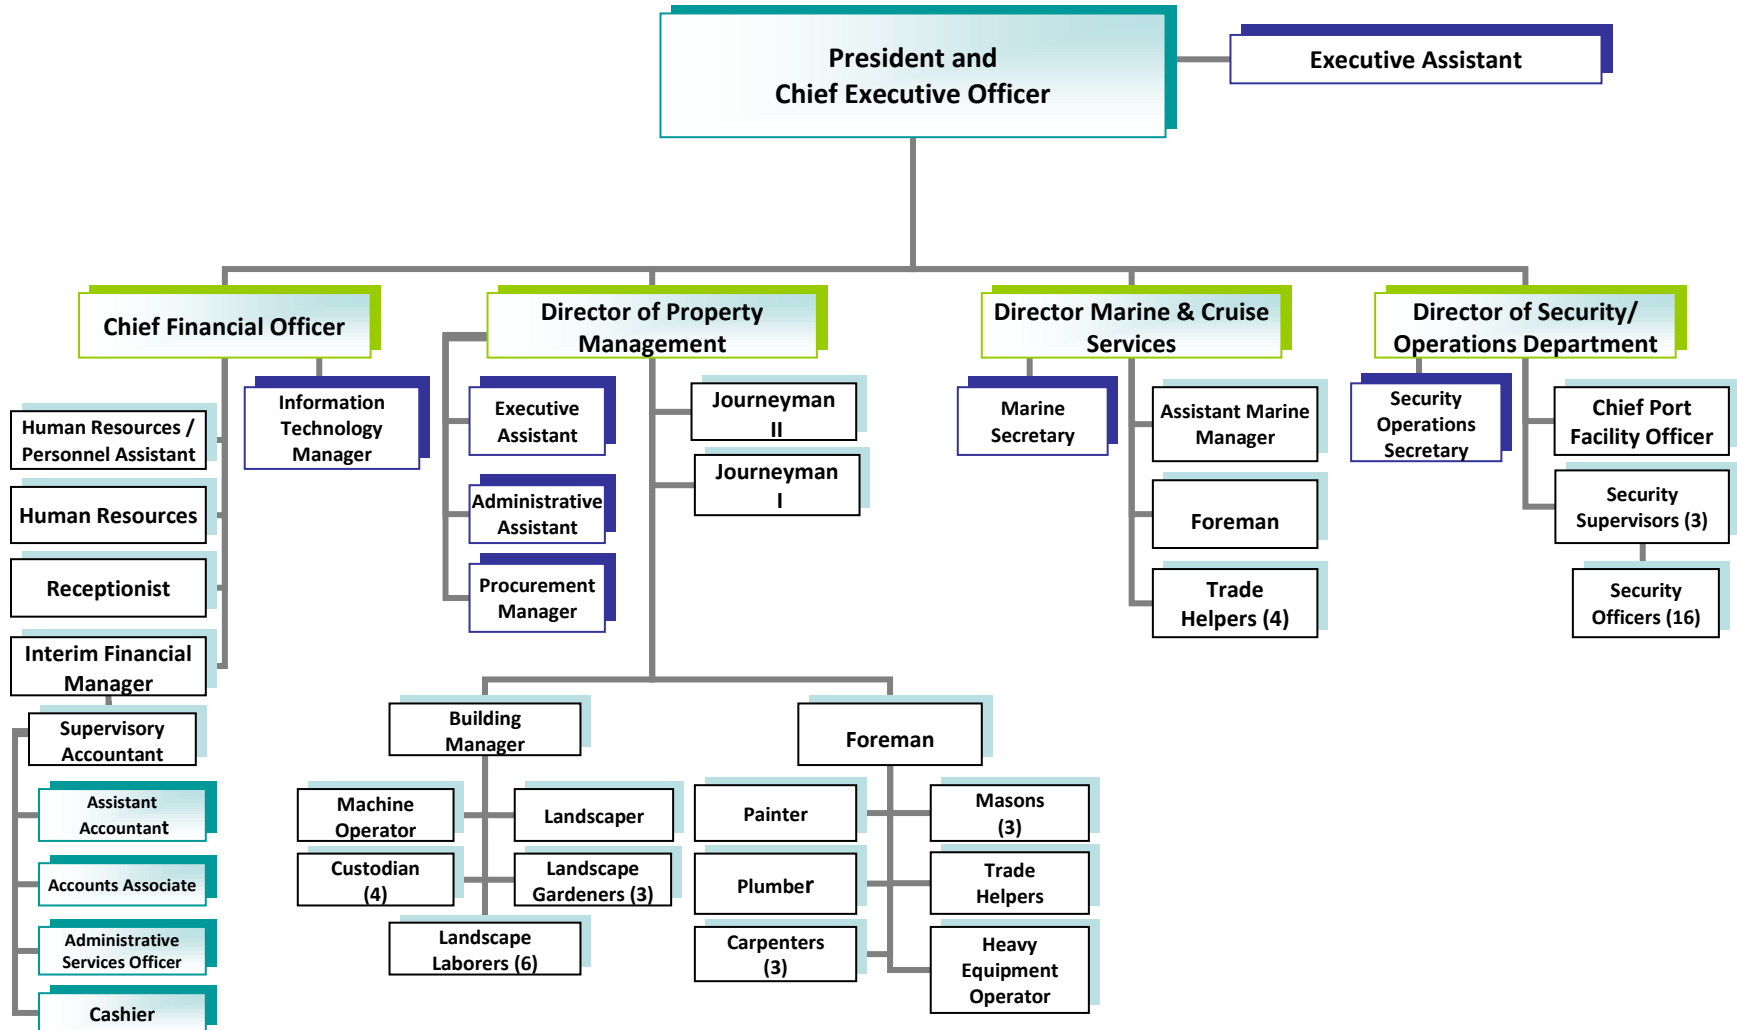 President and
Chief Executive Officer
Executive Assistant
Chief Financial Officer
Director of Property
Management
Director Marine & Cruise
Services
Director of Security/
Operations Department
Human Resources /
Personnel Assistant
Human Resources
Receptionist
Interim Financial
Manager
Supervisory
Accountant
Assistant
Accountant
Accounts Associate
Administrative
Services Officer
Cashier
Information
Technology
Manager
Executive
Assistant
Administrative
Assistant
Procurement
Manager
Journeyman
II
Journeyman
I
Building
Manager
Machine
Operator
Landscaper
Custodian
(4)
Landscape
Gardeners (3)
Landscape
Laborers (6)
Foreman
Painter
Masons
(3)
Plumber
Trade
Helpers
Carpenters
(3)
Heavy
Equipment
Operator
Marine
Secretary
Assistant Marine
Manager
Foreman
Trade
Helpers (4)
Security
Operations
Secretary
Chief Port
Facility Officer
Security
Supervisors (3)
Security
Officers (16)